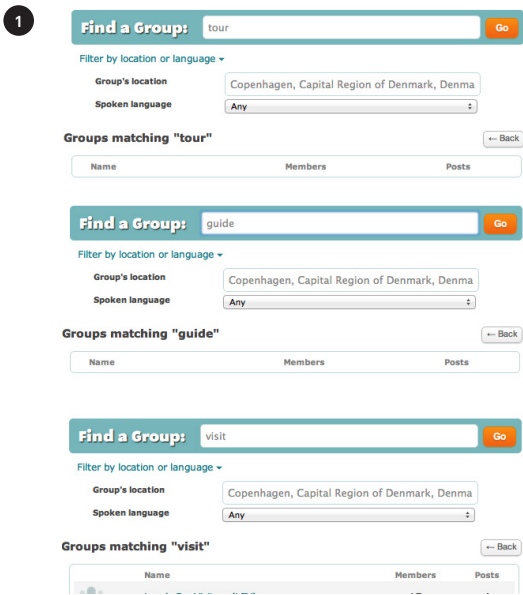 1
Find a Group: tour Go
Filter by location or language
Group's location Copenhagen, Capital Region of Denmark, Denma
Spoken language Any
Groups matching "tour" ← Back
Name Members Posts
Find a Group: guide Go
Filter by location or language
Group's location Copenhagen, Capital Region of Denmark, Denma
Spoken language Any
Groups matching "guide" ← Back
Name Members Posts
Find a Group: visit Go
Filter by location or language
Group's location Copenhagen, Capital Region of Denmark, Denma
Spoken language Any
Groups matching "visit" ← Back
Name Members Posts